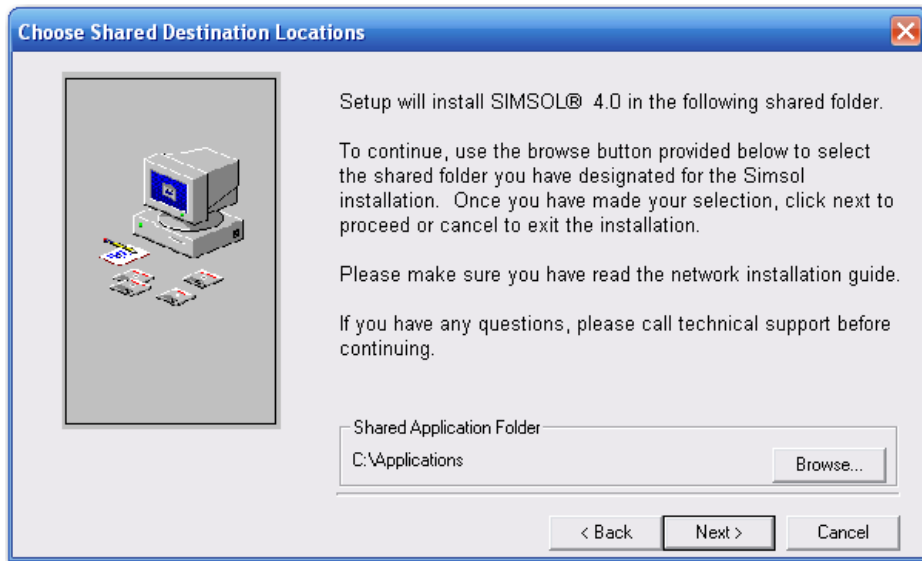 Choose Shared Destination Locations
Setup will install SIMSOL® 4.0 in the following shared folder.
To continue, use the browse button provided below to select
the shared folder you have designated for the Simsol
installation.  Once you have made your selection, click next to
proceed or cancel to exit the installation.
Please make sure you have read the network installation guide.
If you have any questions, please call technical support before
continuing.
Shared Application Folder
C:\Applications
Browse...
< Back
Next >
Cancel